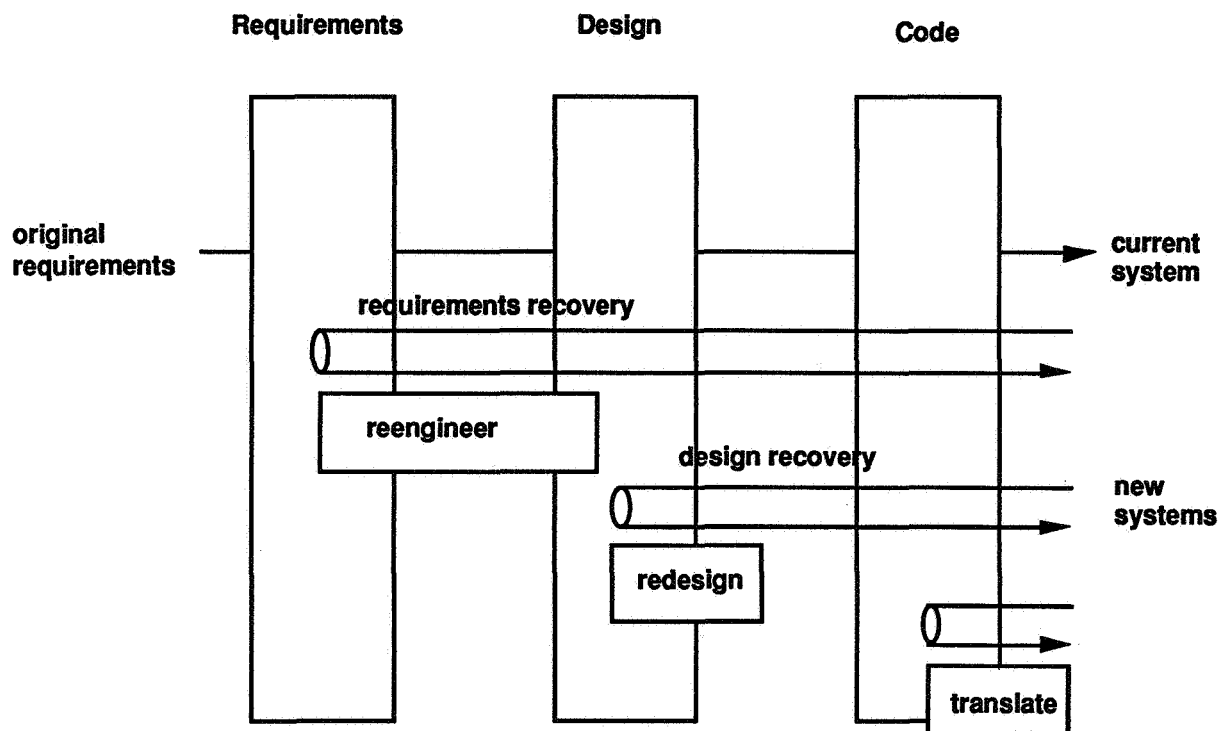 Requirements
Design
Code
original
requirements
current
system
requirements recovery
reengineer
design recovery
new
systems
redesign
translate